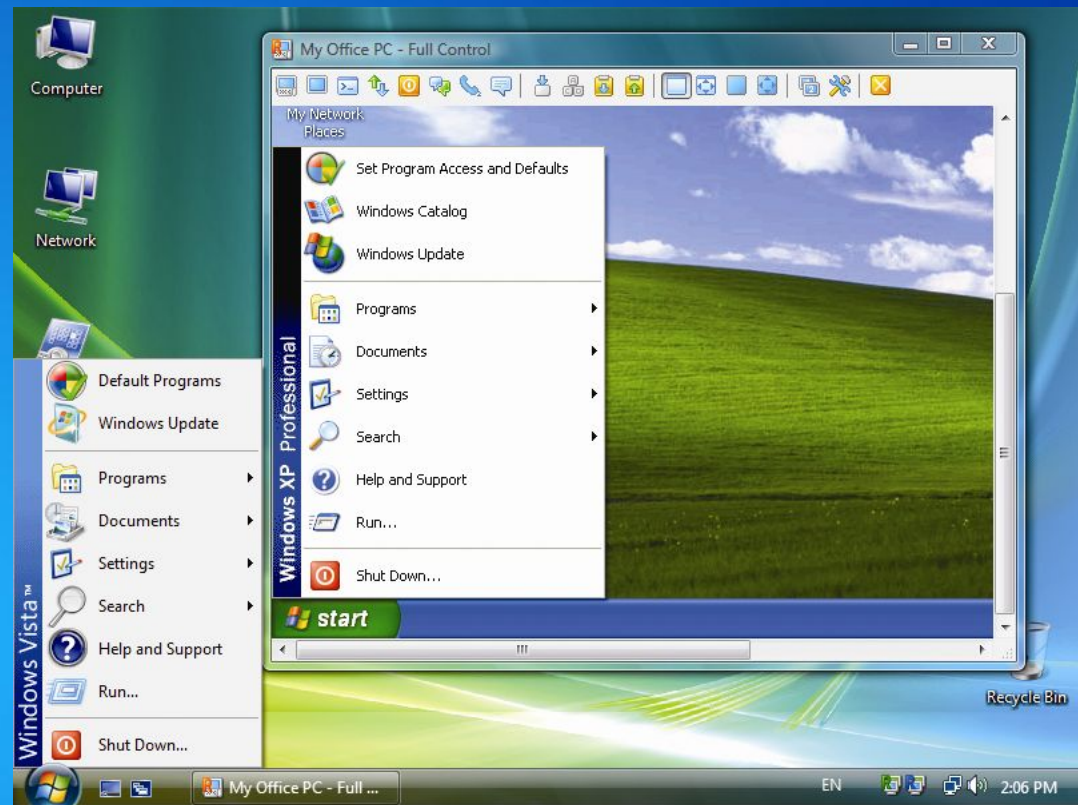 Computer
Network
My Office PC - Full Control
My Network
Places
Set Program Access and Defaults
Windows Catalog
Windows Update
Programs
Documents
Settings
Search
Help and Support
Run...
Shut Down...
Windows XP Professional
start
Default Programs
Windows Update
Programs
Documents
Settings
Search
Help and Support
Run...
Shut Down...
Windows Vista™
Recycle Bin
My Office PC - Full ...
EN
2:06 PM